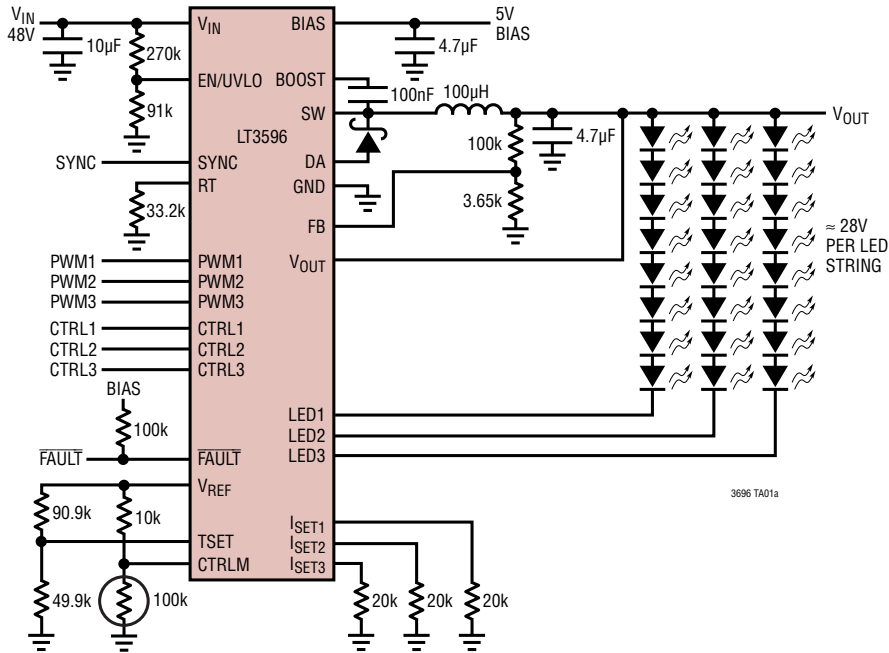 VIN
48V
10µF
270k
91k
VIN
EN/UVLO
SYNC
SYNC
RT
33.2k
PWM1
PWM2
PWM3
PWM1
PWM2
PWM3
CTRL1
CTRL2
CTRL3
CTRL1
CTRL2
CTRL3
BIAS
100k
FAULT
FAULT
VREF
90.9k
10k
TSET
CTRLM
49.9k
100k
LT3596
BIAS
5V
BIAS
4.7µF
BOOST
100nF
100µH
SW
DA
GND
FB
VOUT
100k
3.65k
4.7µF
VOUT
≈ 28V
PER LED
STRING
LED1
LED2
LED3
3696 TA01a
ISET1
ISET2
ISET3
20k
20k
20k